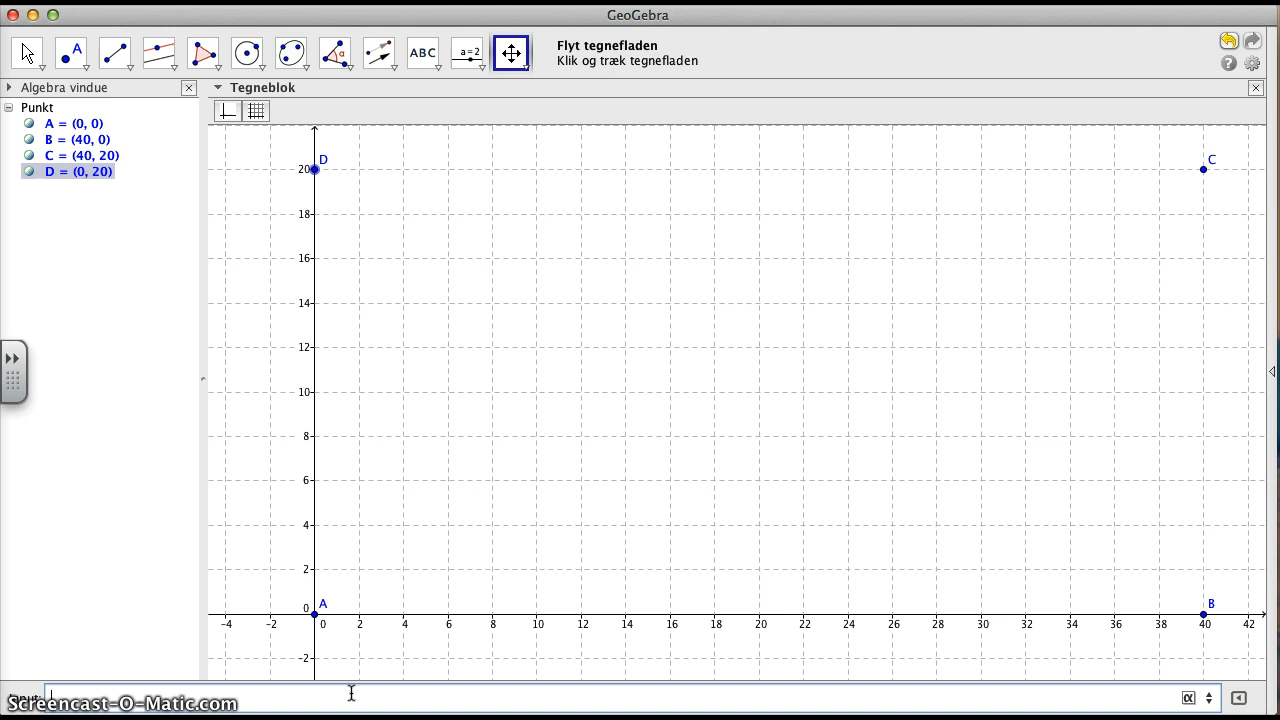 GeoGebra
A
ABC
a=2
α
Flyt tegnefladen
Klik og træk tegnefladen
?
Algebra vindue
Tegneblok
Punkt
A = (0, 0)
B = (40, 0)
C = (40, 20)
D = (0, 20)
D
C
20
18
16
14
12
10
8
6
4
2
0
A
B
-4 -2 0 2 4 6 8 10 12 14 16 18 20 22 24 26 28 30 32 34 36 38 40 42
-2
α
Screencast-O-Matic.com